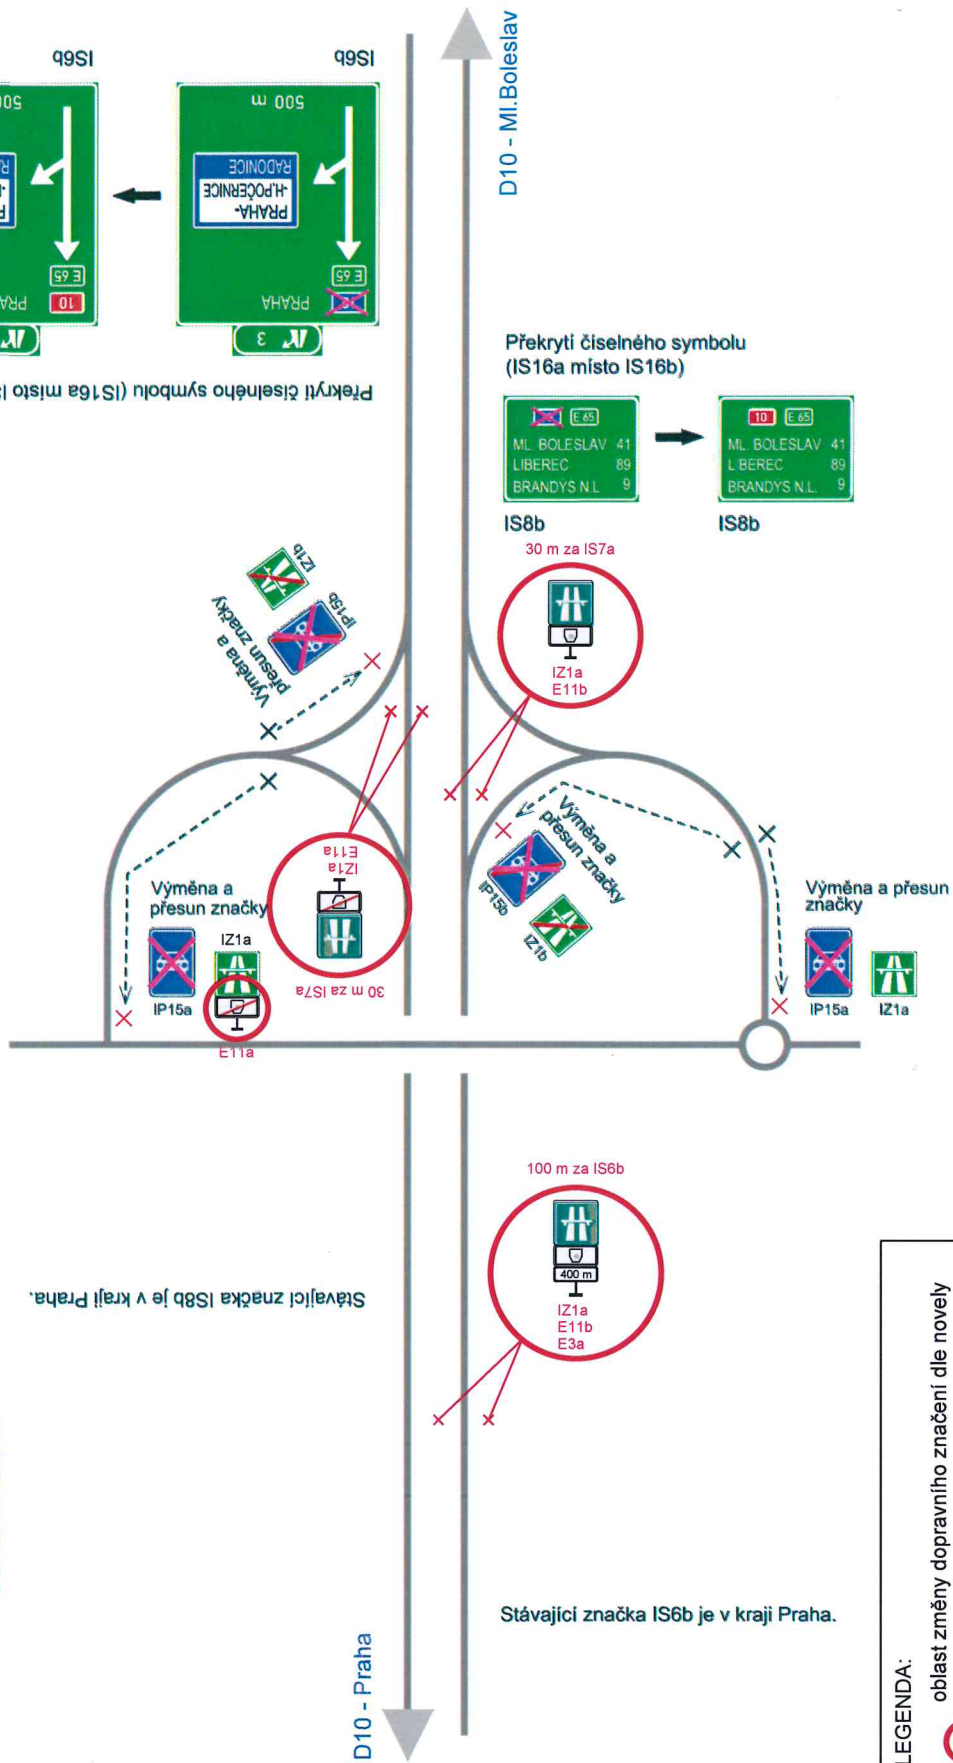 IS6b
IS6b
500
500 m
RADONICE
-H.POČERNICE
PRAHA-
E 65
E 65
10
PRAHA
3
Překrytí číselného symbolu (IS16a místo
D10 - Ml.Boleslav
Překrytí číselného symbolu
(IS16a místo IS16b)
E 65
ML. BOLESLAV 41
LIBEREC 89
BRANDÝS N.L. 9
IS8b
10 E 65
ML. BOLESLAV 41
LIBEREC 89
BRANDÝS N.L. 9
IS8b
30 m za IS7a
IZ1a
E11b
IZ1b
IP15b
Výměna a
přesun značky
Výměna a
přesun značky
IP15b
IZ1b
IZ1a
E11a
30 m za IS7a
Výměna a
přesun značky
IZ1a
IP15a
E11a
Výměna a přesun
značky
IP15a
IZ1a
100 m za IS6b
400 m
IZ1a
E11b
E3a
Stávající značka IS8b je v kraji Praha.
Stávající značka IS6b je v kraji Praha.
D10 - Praha
LEGENDA:
oblast změny dopravního značení dle novely